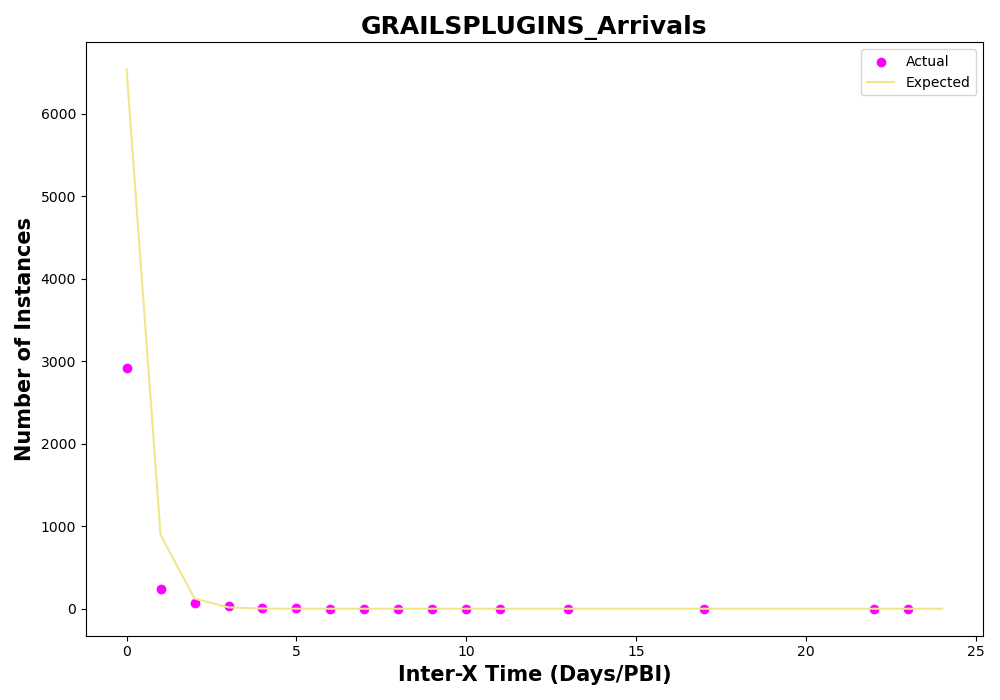 GRAILSPLUGINS_Arrivals
Actual
Expected
Number of Instances
6000
5000
4000
3000
2000
1000
0
0 5 10 15 20 25
Inter-X Time (Days/PBI)